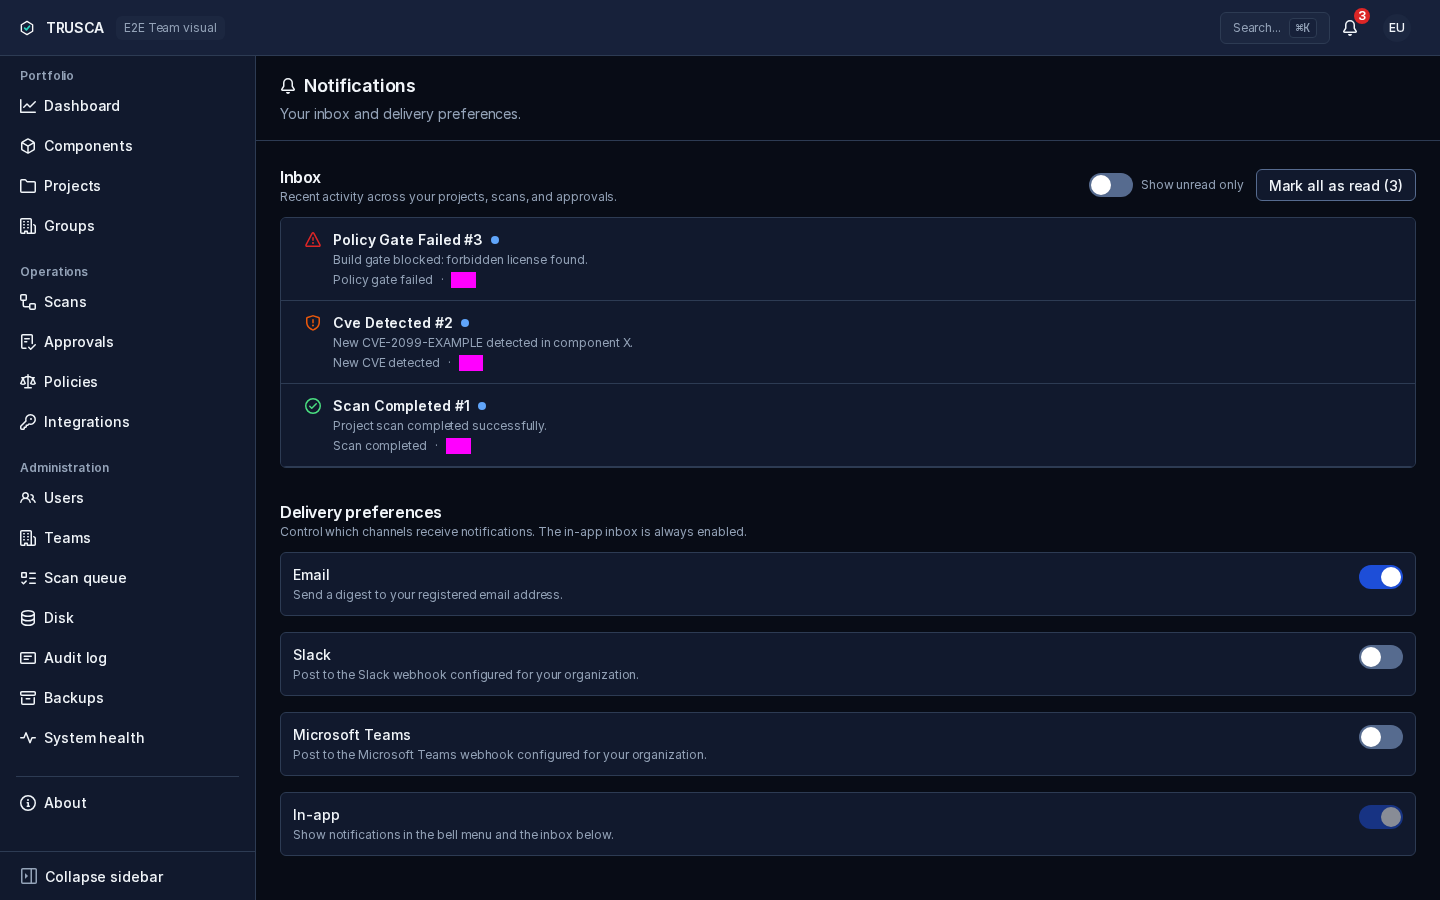 TRUSCA
E2E Team visual
Search...
⌘K
3
EU
Portfolio
Dashboard
Components
Projects
Groups
Operations
Scans
Approvals
Policies
Integrations
Administration
Users
Teams
Scan queue
Disk
Audit log
Backups
System health
About
Collapse sidebar
Notifications
Your inbox and delivery preferences.
Inbox
Recent activity across your projects, scans, and approvals.
Show unread only
Mark all as read (3)
Policy Gate Failed #3
Build gate blocked: forbidden license found.
Policy gate failed ·
Cve Detected #2
New CVE-2099-EXAMPLE detected in component X.
New CVE detected ·
Scan Completed #1
Project scan completed successfully.
Scan completed ·
Delivery preferences
Control which channels receive notifications. The in-app inbox is always enabled.
Email
Send a digest to your registered email address.
Slack
Post to the Slack webhook configured for your organization.
Microsoft Teams
Post to the Microsoft Teams webhook configured for your organization.
In-app
Show notifications in the bell menu and the inbox below.